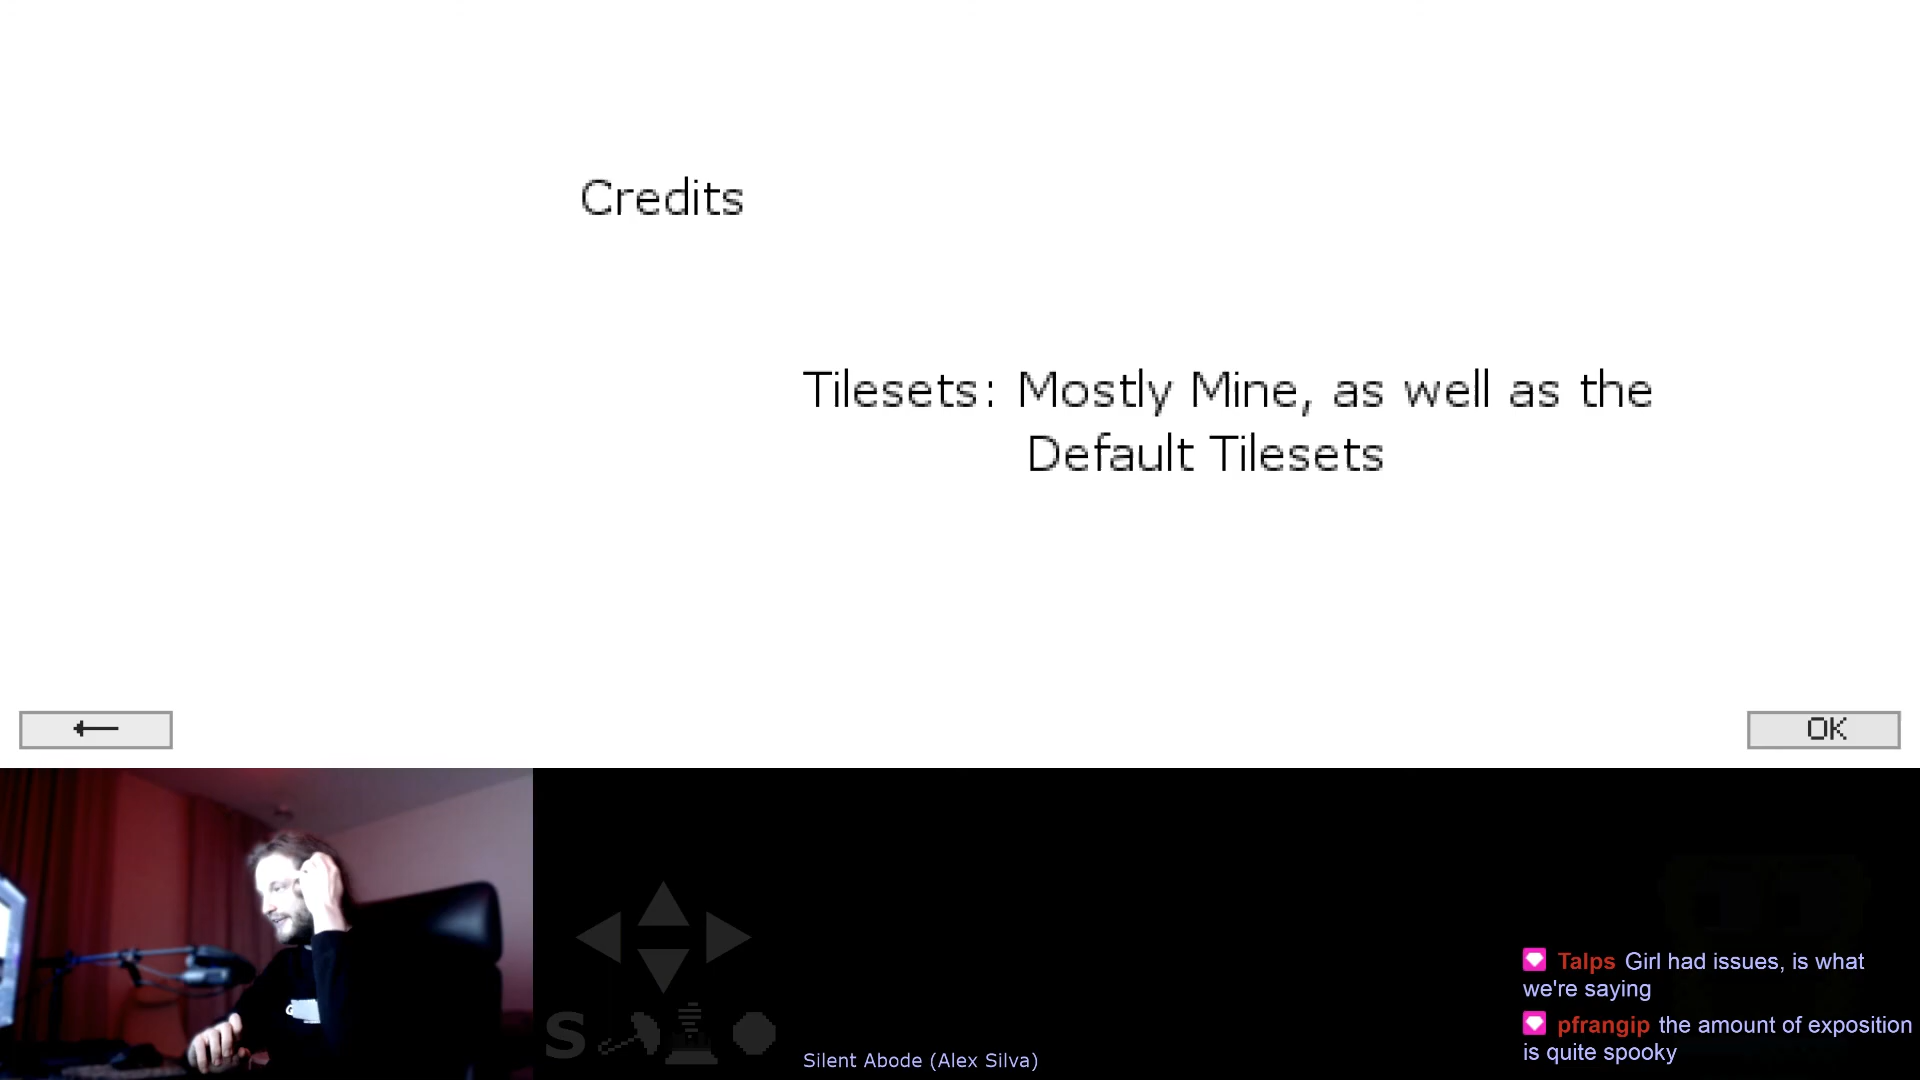 Credits
Tilesets: Mostly Mine, as well as the
Default Tilesets
OK
S
Silent Abode (Alex Silva)
Talps Girl had issues, is what
we're saying
pfrangip the amount of exposition
is quite spooky